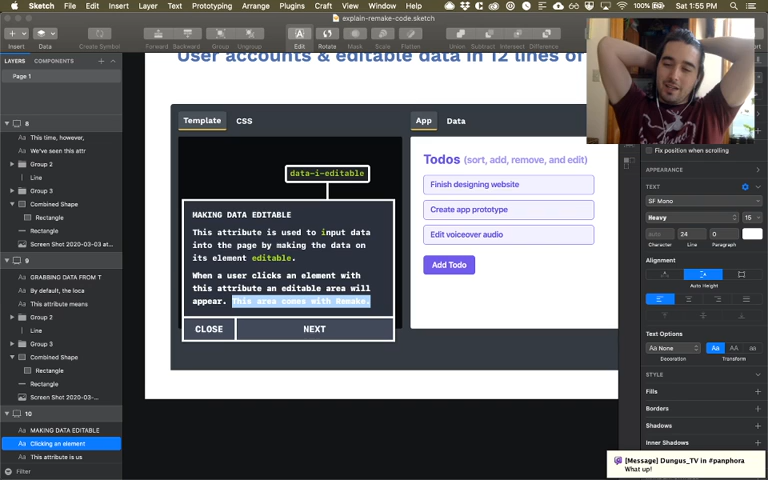 Sketch File Edit Insert Layer Text Prototyping Arrange Plugins Craft View Window Help 100% Sat 1:55 PM
explain-remake-code.sketch
Insert Data Create Symbol Forward Backward Group Ungroup Edit Rotate Mask Scale Flatten Union Subtract Intersect Difference
LAYERS COMPONENTS
Page 1
8
This time, however,
We've seen this attr
Group 2
Line
Group 3
Combined Shape
Rectangle
Rectangle
Screen Shot 2020-03-03 at...
9
GRABBING DATA FROM T
By default, the loca
This attribute means
Group 2
Line
Group 3
Combined Shape
Rectangle
Rectangle
Screen Shot 2020-03-...
10
MAKING DATA EDITABLE
Clicking an element
This attribute is us
Filter
User accounts & editable data in 12 lines of
Template CSS
data-i-editable
MAKING DATA EDITABLE
This attribute is used to input data
into the page by making the data on
its element editable.
When a user clicks an element with
this attribute an editable area will
appear. This area comes with Remake.
CLOSE NEXT
App Data
Todos (sort, add, remove, and edit)
Finish designing website
Create app prototype
Edit voiceover audio
Add Todo
Fix position when scrolling
APPEARANCE
TEXT
SF Mono
Heavy 15
Auto 24 0
Character Line Paragraph
Alignment
Auto Height
Text Options
Aa None Aa AA aa
Decoration Transform
STYLE
Fills
Borders
Shadows
Inner Shadows
[Message] Dungus_TV in #panphora
What up!